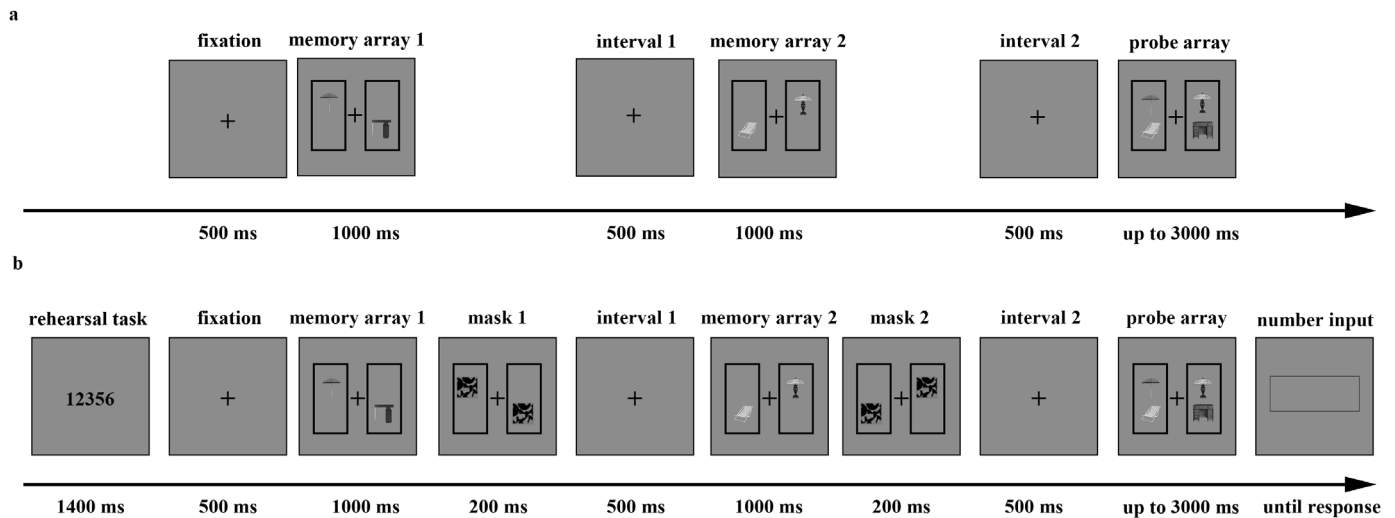 a
fixation memory array 1 interval 1 memory array 2 interval 2 probe array
500 ms 1000 ms 500 ms 1000 ms 500 ms up to 3000 ms
b
rehearsal task fixation memory array 1 mask 1 interval 1 memory array 2 mask 2 interval 2 probe array number input
12356
1400 ms 500 ms 1000 ms 200 ms 500 ms 1000 ms 200 ms 500 ms up to 3000 ms until response